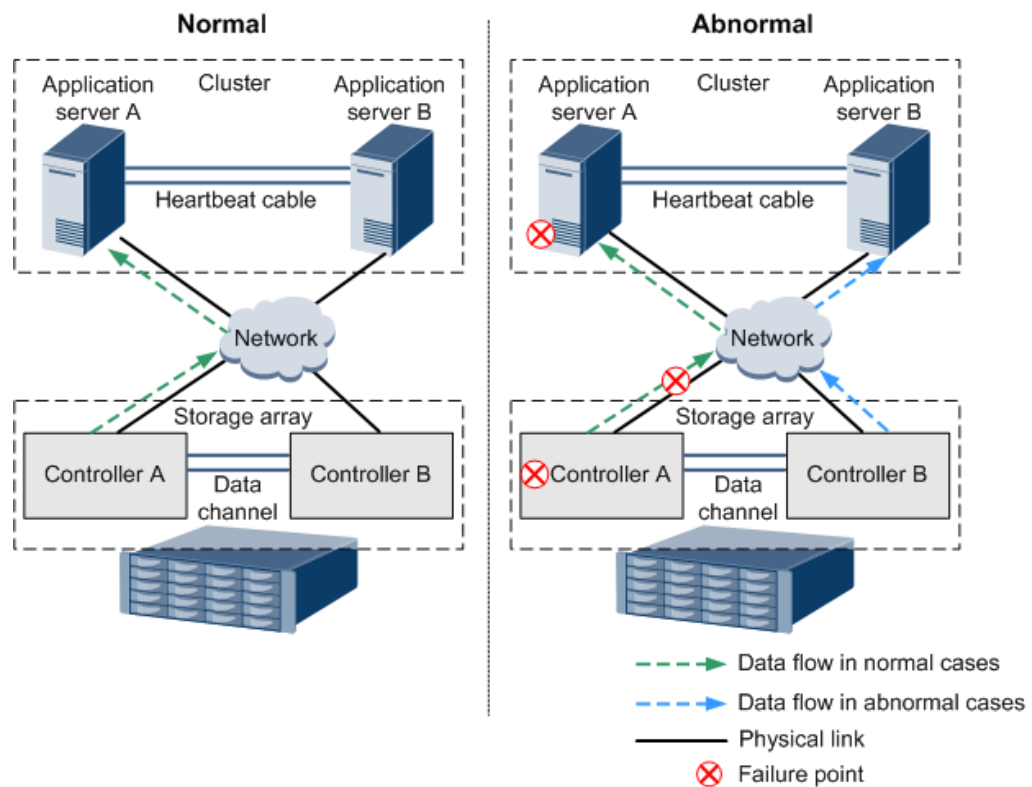 Normal
Application
server A
Cluster
Application
server B
Heartbeat cable
Network
Storage array
Controller A
Data
channel
Controller B
Abnormal
Application
server A
Cluster
Application
server B
Heartbeat cable
Network
Storage array
Controller A
Data
channel
Controller B
Data flow in normal cases
Data flow in abnormal cases
Physical link
Failure point